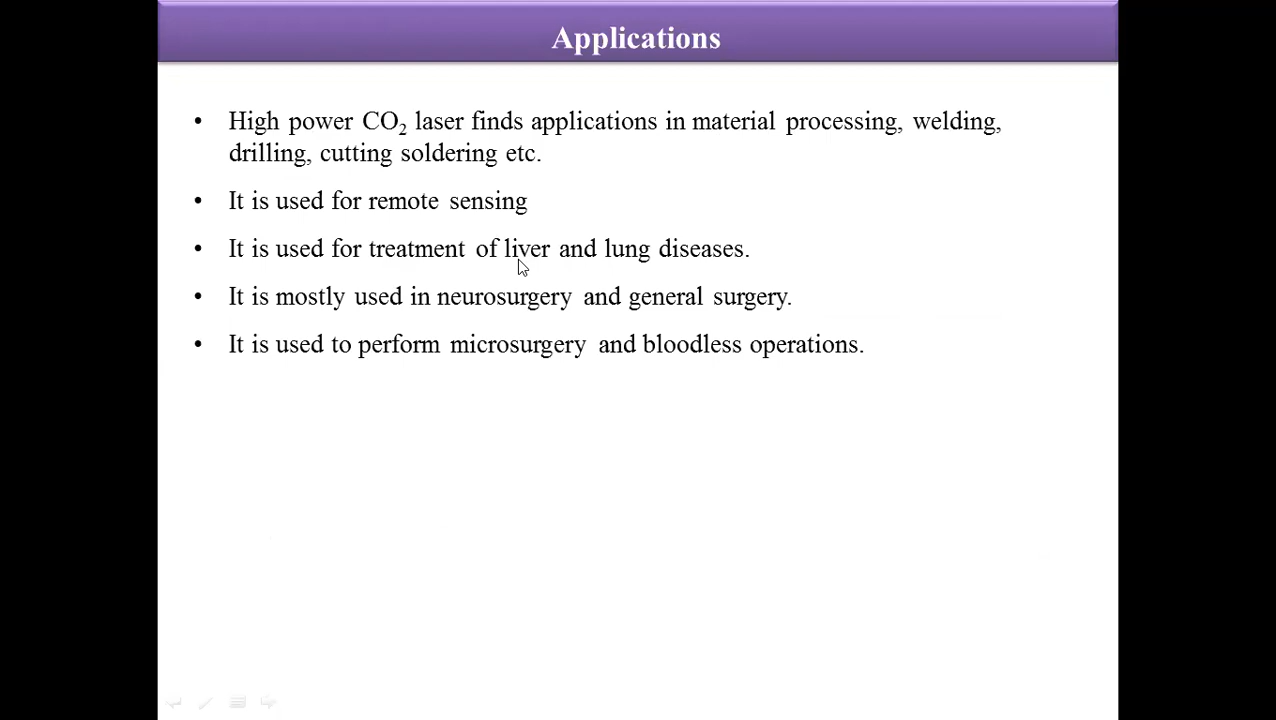 Applications
• High power CO₂ laser finds applications in material processing, welding,
drilling, cutting soldering etc.
• It is used for remote sensing
• It is used for treatment of liver and lung diseases.
• It is mostly used in neurosurgery and general surgery.
• It is used to perform microsurgery and bloodless operations.